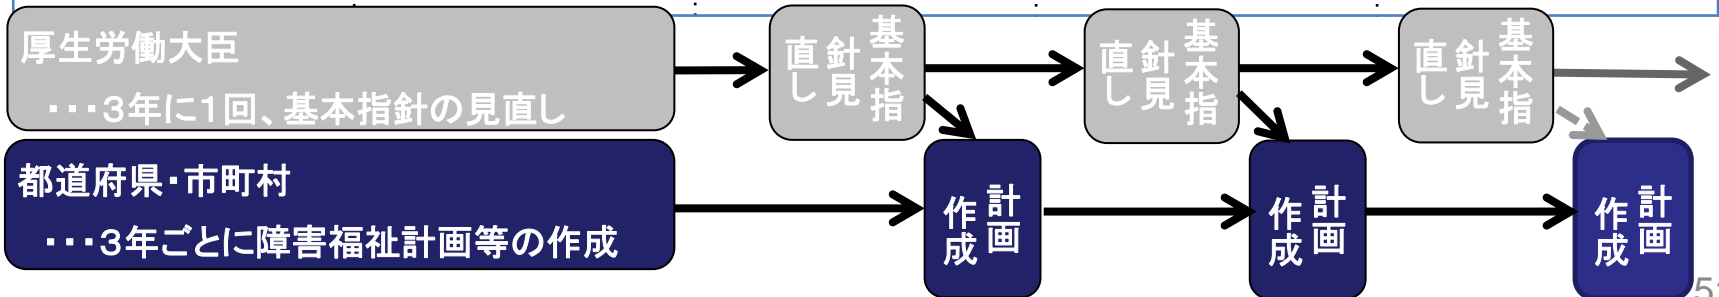 厚生労働大臣
・・・３年に１回、基本指針の見直し
基本指
針見
直し
基本指
針見
直し
基本指
針見
直し
都道府県・市町村
・・・３年ごとに障害福祉計画等の作成
計画
作成
計画
作成
計画
作成